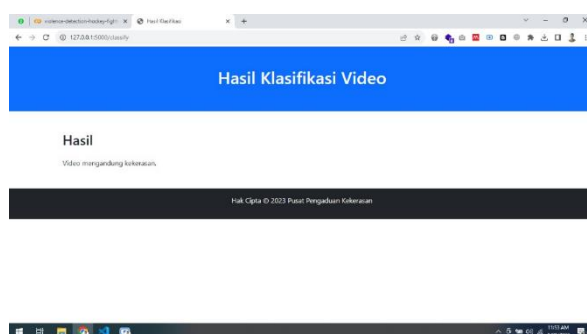 violence-detection-hockey-fight
Hasil Klasifikasi
127.0.0.1:5000/classify
Hasil Klasifikasi Video
Hasil
Video mengandung kekerasan.
Hak Cipta © 2023 Pusat Pengaduan Kekerasan
11:53 AM